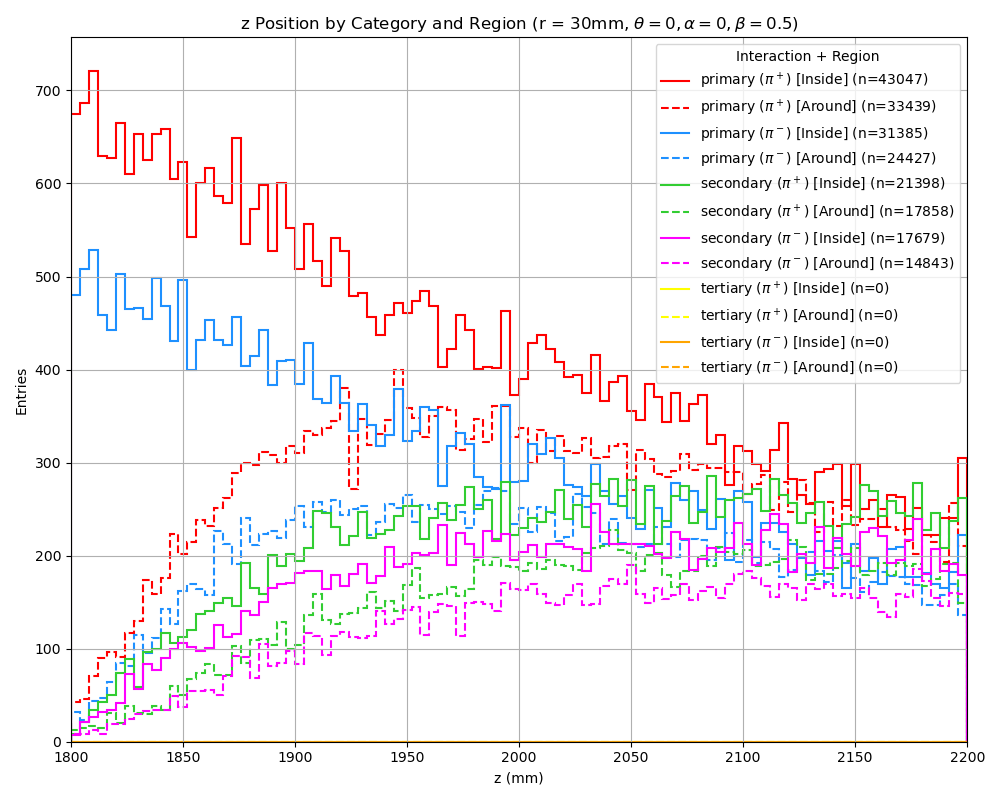 z Position by Category and Region (r = 30mm, θ = 0, α = 0, β = 0.5)
Interaction + Region
primary (π⁺) [Inside] (n=43047)
primary (π⁺) [Around] (n=33439)
primary (π⁻) [Inside] (n=31385)
primary (π⁻) [Around] (n=24427)
secondary (π⁺) [Inside] (n=21398)
secondary (π⁺) [Around] (n=17858)
secondary (π⁻) [Inside] (n=17679)
secondary (π⁻) [Around] (n=14843)
tertiary (π⁺) [Inside] (n=0)
tertiary (π⁺) [Around] (n=0)
tertiary (π⁻) [Inside] (n=0)
tertiary (π⁻) [Around] (n=0)
Entries
700
600
500
400
300
200
100
0
1800 1850 1900 1950 2000 2050 2100 2150 2200
z (mm)